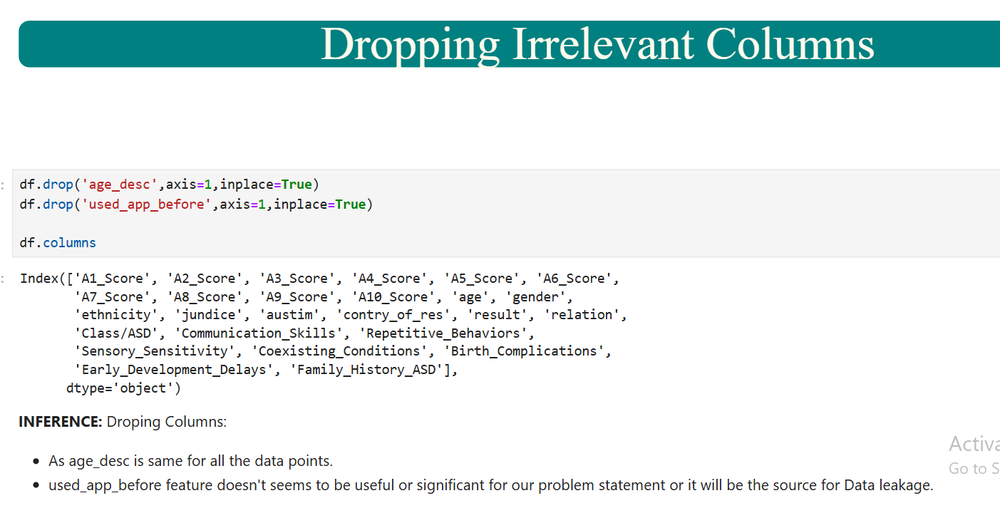 Dropping Irrelevant Columns
: df.drop('age_desc',axis=1,inplace=True)
df.drop('used_app_before',axis=1,inplace=True)
df.columns
: Index(['A1_Score', 'A2_Score', 'A3_Score', 'A4_Score', 'A5_Score', 'A6_Score',
'A7_Score', 'A8_Score', 'A9_Score', 'A10_Score', 'age', 'gender',
'ethnicity', 'jundice', 'austim', 'contry_of_res', 'result', 'relation',
'Class/ASD', 'Communication_Skills', 'Repetitive_Behaviors',
'Sensory_Sensitivity', 'Coexisting_Conditions', 'Birth_Complications',
'Early_Development_Delays', 'Family_History_ASD'],
dtype='object')
INFERENCE: Droping Columns:
• As age_desc is same for all the data points.
• used_app_before feature doesn't seems to be useful or significant for our problem statement or it will be the source for Data leakage.
Activa
Go to S